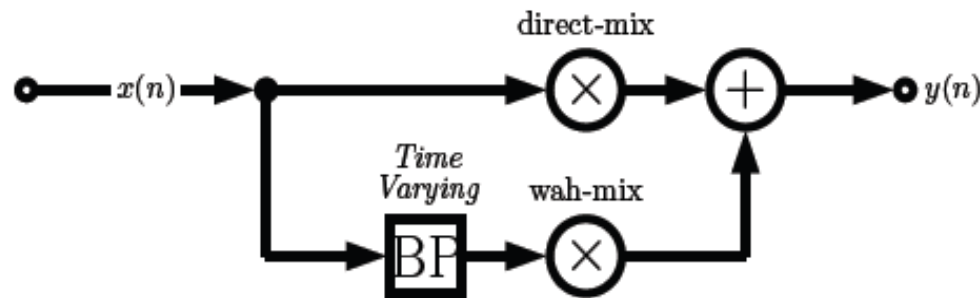 direct-mix
x(n)
×
+
y(n)
Time
Varying
wah-mix
BP
×